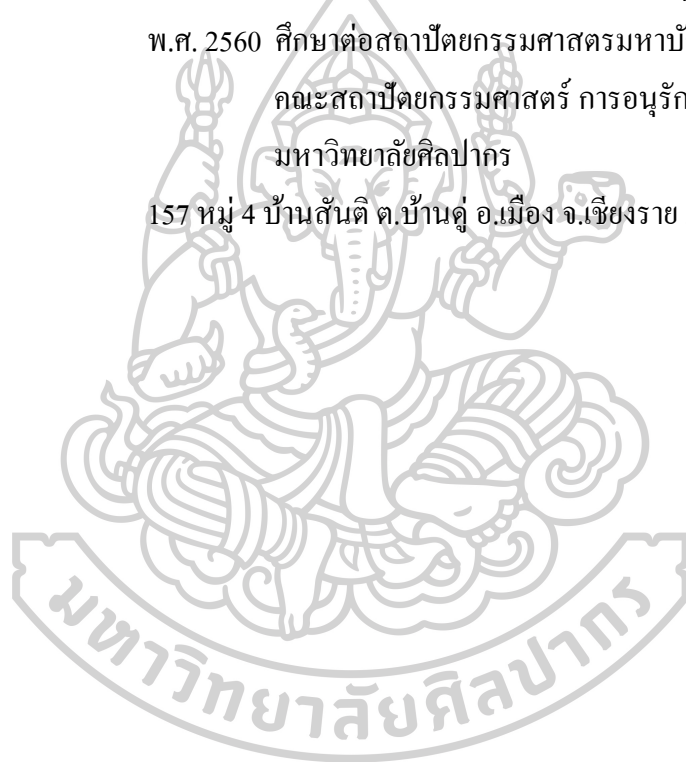 พ.ศ. 2560 ศึกษาต่อสถาปัตยกรรมศาสตรมหาบั
คณะสถาปัตยกรรมศาสตร์ การอนุรัก
มหาวิทยาลัยศิลปากร
157 หมู่ 4 บ้านสันติ ต.บ้านดู่ อ.เมือง จ.เชียงราย
มหาวิทยาลัยศิลปากร